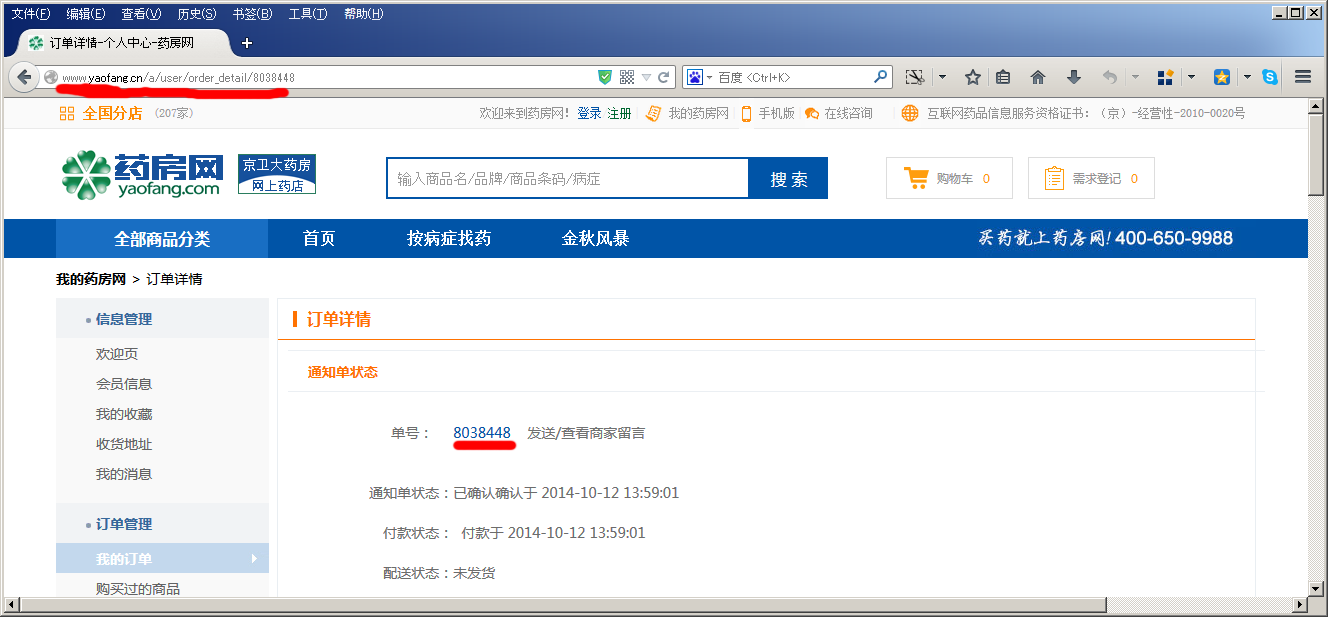 文件(F) 编辑(E) 查看(V) 历史(S) 书签(B) 工具(T) 帮助(H)
订单详情-个人中心-药房网 +
www.yaofang.cn/a/user/order_detail/8038448 百度 <Ctrl+K>
全国分店 (207家) 欢迎来到药房网! 登录 注册 我的药房网 手机版 在线咨询 互联网药品信息服务资格证书：（京）-经营性-2010-0020号
药房网 京卫大药房
yaofang.com 网上药店
输入商品名/品牌/商品条码/病症 搜 索 购物车 0 需求登记 0
全部商品分类 首页 按病症找药 金秋风暴 买药就上药房网! 400-650-9988
我的药房网 > 订单详情
信息管理 订单详情
欢迎页
会员信息 通知单状态
我的收藏
收货地址 单号： 8038448 发送/查看商家留言
我的消息
通知单状态：已确认确认于 2014-10-12 13:59:01
订单管理 付款状态： 付款于 2014-10-12 13:59:01
我的订单 配送状态：未发货
购买过的商品